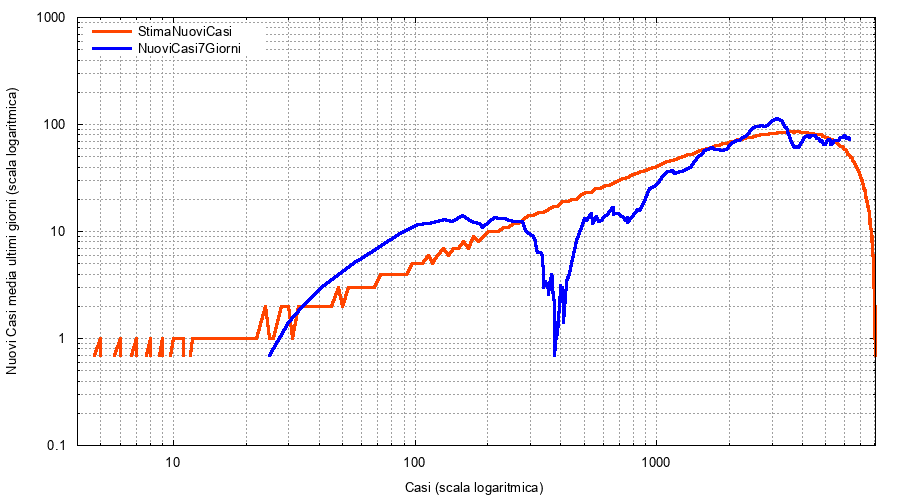 1000
StimaNuoviCasi
NuoviCasi7Giorni
100
10
1
0.1
10
100
1000
Nuovi Casi media ultimi giorni (scala logaritmica)
Casi (scala logaritmica)